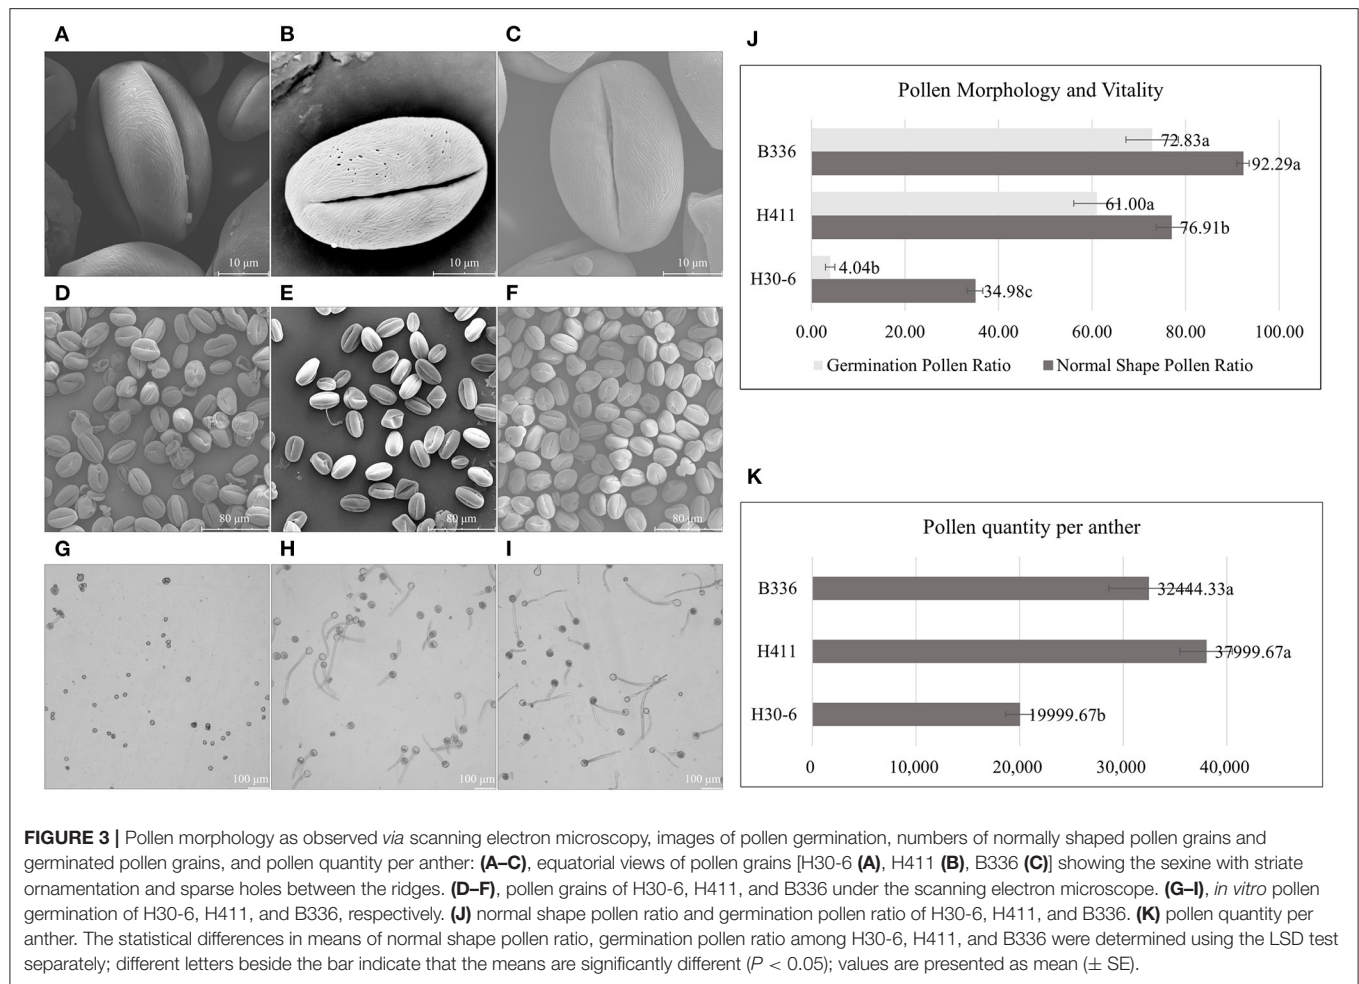 A
B
C
10 μm
10 μm
10 μm
D
E
F
80 μm
80 μm
80 μm
G
H
I
100 μm
100 μm
100 μm
J
Pollen Morphology and Vitality
B336
72.83a
92.29a
H411
61.00a
76.91b
H30-6
4.04b
34.98c
0.00 20.00 40.00 60.00 80.00 100.00
Germination Pollen Ratio Normal Shape Pollen Ratio
K
Pollen quantity per anther
B336
32444.33a
H411
37999.67a
H30-6
19999.67b
0 10,000 20,000 30,000 40,000
FIGURE 3 | Pollen morphology as observed via scanning electron microscopy, images of pollen germination, numbers of normally shaped pollen grains and
germinated pollen grains, and pollen quantity per anther: (A–C), equatorial views of pollen grains [H30-6 (A), H411 (B), B336 (C)] showing the sexine with striate
ornamentation and sparse holes between the ridges. (D–F), pollen grains of H30-6, H411, and B336 under the scanning electron microscope. (G–I), in vitro pollen
germination of H30-6, H411, and B336, respectively. (J) normal shape pollen ratio and germination pollen ratio of H30-6, H411, and B336. (K) pollen quantity per
anther. The statistical differences in means of normal shape pollen ratio, germination pollen ratio among H30-6, H411, and B336 were determined using the LSD test
separately; different letters beside the bar indicate that the means are significantly different (P < 0.05); values are presented as mean (± SE).